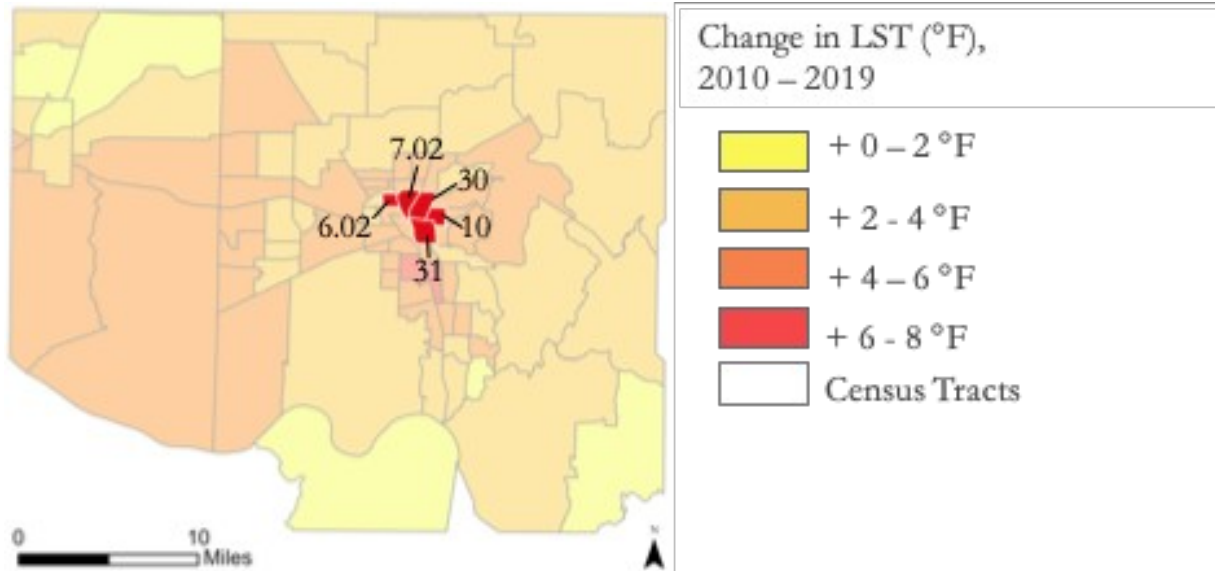 Change in LST (°F),
2010 – 2019
+ 0 – 2 °F
+ 2 - 4 °F
+ 4 – 6 °F
+ 6 - 8 °F
Census Tracts
7.02
30
6.02
10
31
0 10
Miles
N